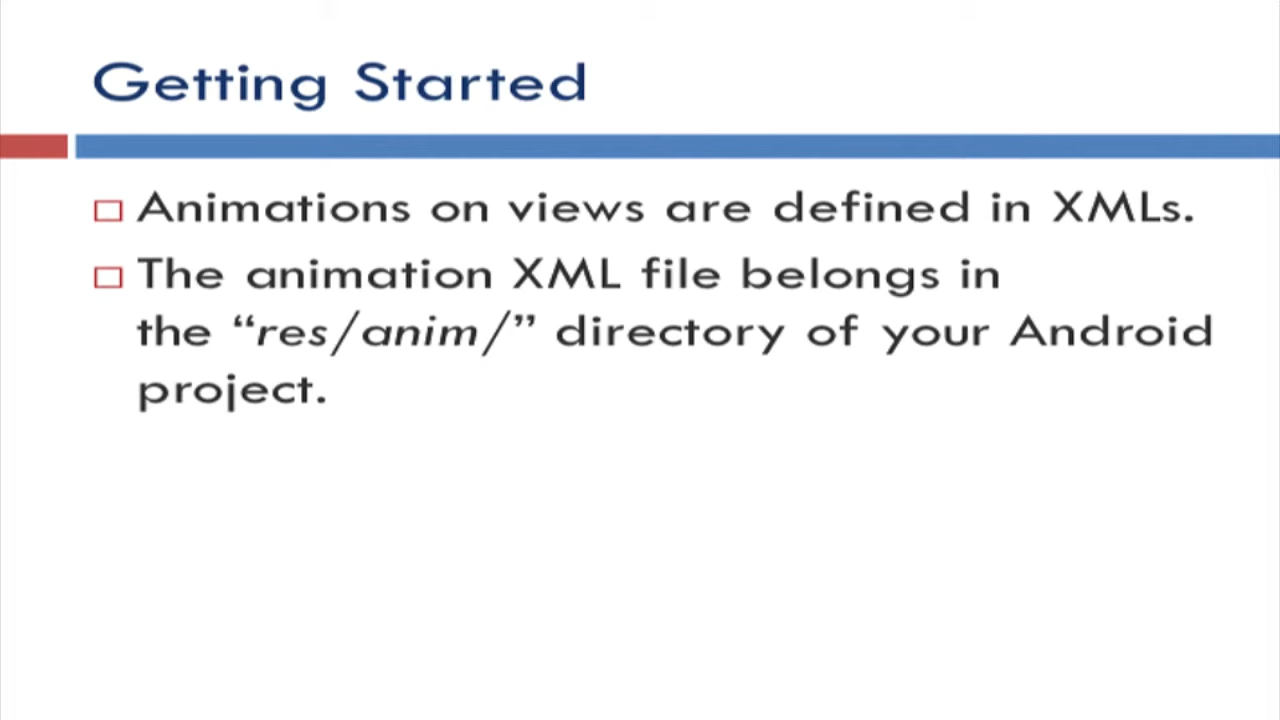 Getting Started
Animations on views are defined in XMLs.
The animation XML file belongs in
the “res/anim/” directory of your Android
project.